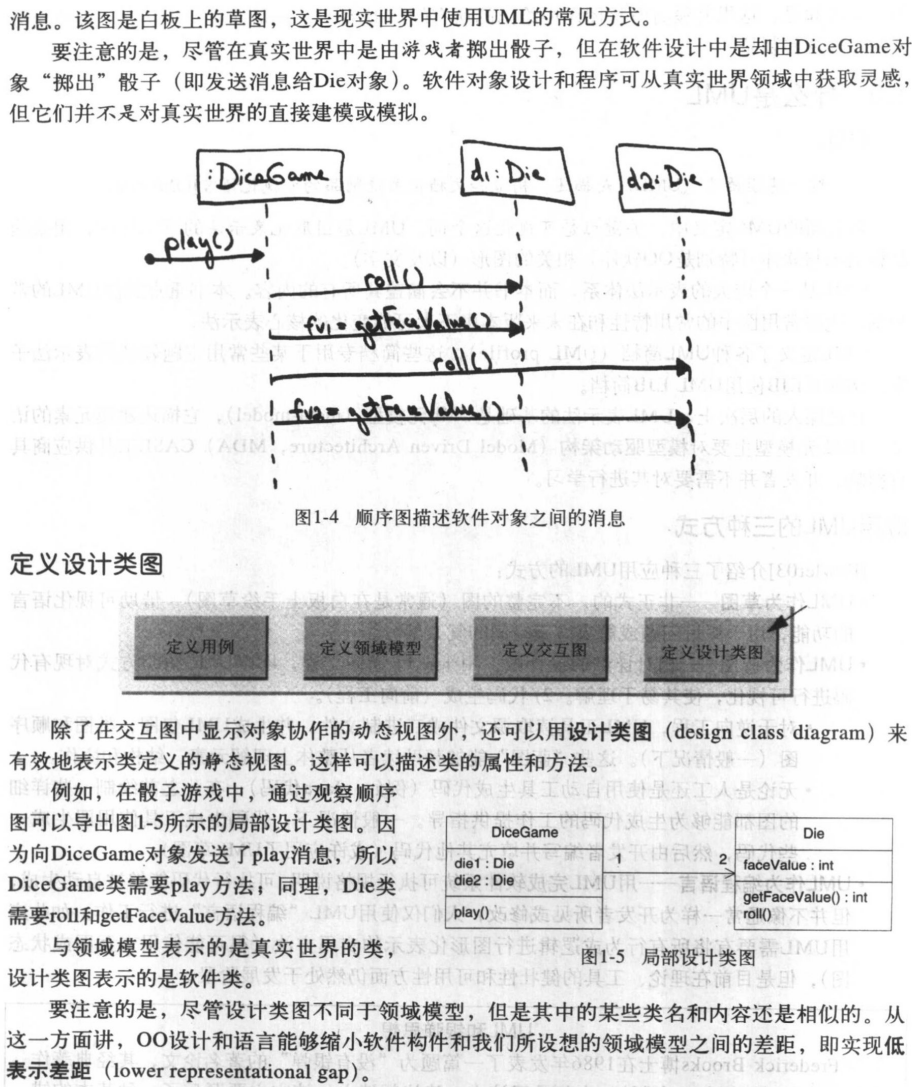 消息。该图是白板上的草图，这是现实世界中使用UML的常见方式。
要注意的是，尽管在真实世界中是由游戏者掷出骰子，但在软件设计中是却由DiceGame对
象“掷出”骰子（即发送消息给Die对象）。软件对象设计和程序可从真实世界领域中获取灵感，
但它们并不是对真实世界的直接建模或模拟。
:DiceGame
d1:Die
d2:Die
play()
roll()
fv1 = getFaceValue()
roll()
fv2 = getFaceValue()
图1-4 顺序图描述软件对象之间的消息
定义设计类图
定义用例
定义领域模型
定义交互图
定义设计类图
除了在交互图中显示对象协作的动态视图外，还可以用设计类图（design class diagram）来
有效地表示类定义的静态视图。这样可以描述类的属性和方法。
例如，在骰子游戏中，通过观察顺序
图可以导出图1-5所示的局部设计类图。因
为向DiceGame对象发送了play消息，所以
DiceGame类需要play方法，同理，Die类
需要roll和getFaceValue方法。
与领域模型表示的是真实世界的类，
设计类图表示的是软件类。
DiceGame
die1 : Die
die2 : Die
play()
1
2
Die
faceValue : int
getFaceValue() : int
roll()
图1-5 局部设计类图
要注意的是，尽管设计类图不同于领域模型，但是其中的某些类名和内容还是相似的。从
这一方面讲，OO设计和语言能够缩小软件构件和我们所设想的领域模型之间的差距，即实现低
表示差距（lower representational gap）。